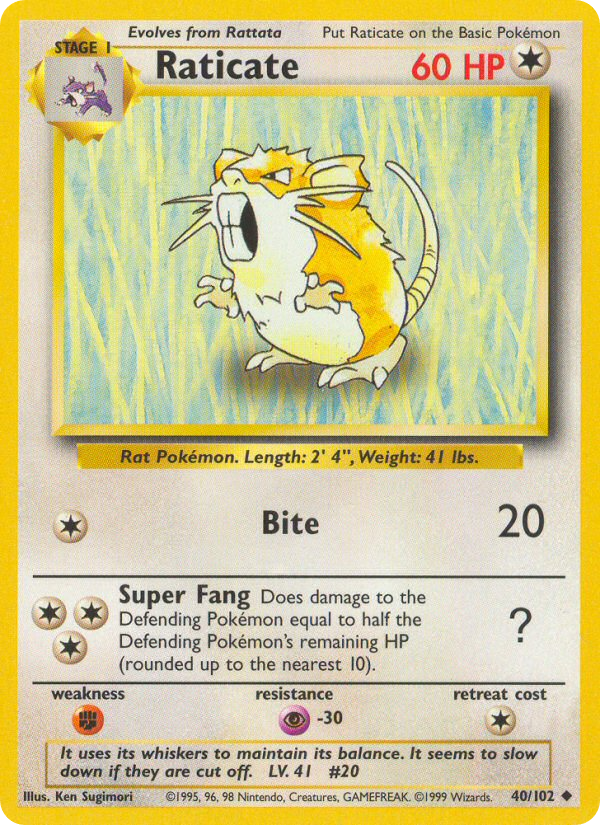 Evolves from Rattata
Put Raticate on the Basic Pokémon
STAGE 1
Raticate
60 HP
Rat Pokémon. Length: 2' 4", Weight: 41 lbs.
Bite
20
Super Fang Does damage to the
Defending Pokémon equal to half the
Defending Pokémon's remaining HP
(rounded up to the nearest 10).
?
weakness
resistance
retreat cost
-30
It uses its whiskers to maintain its balance. It seems to slow
down if they are cut off. LV. 41 #20
Illus. Ken Sugimori
©1995, 96, 98 Nintendo, Creatures, GAMEFREAK. ©1999 Wizards.
40/102